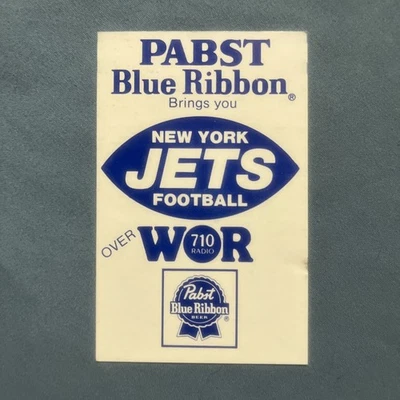 PABST
Blue Ribbon®
Brings you
NEW YORK
JETS
FOOTBALL
OVER WOR
710
RADIO
Pabst
Blue Ribbon®
BEER